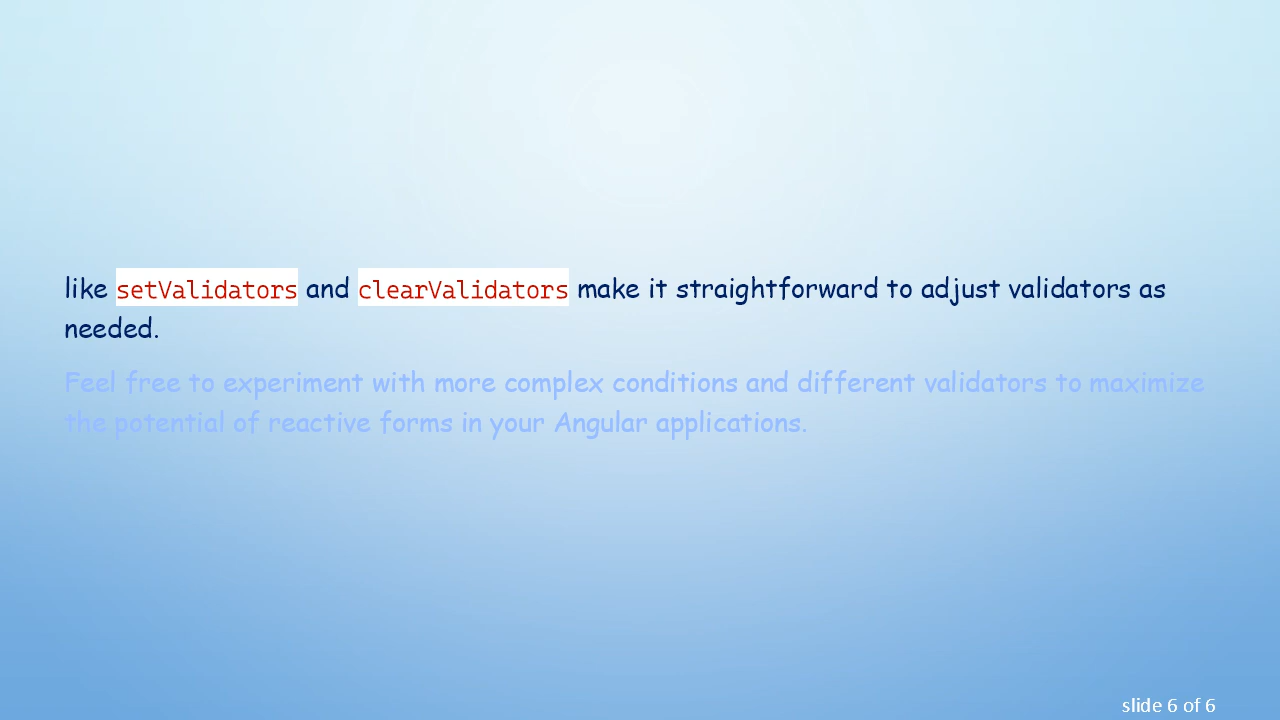 like setValidators and clearValidators make it straightforward to adjust validators as
needed.
Feel free to experiment with more complex conditions and different validators to maximize
the potential of reactive forms in your Angular applications.
slide 6 of 6